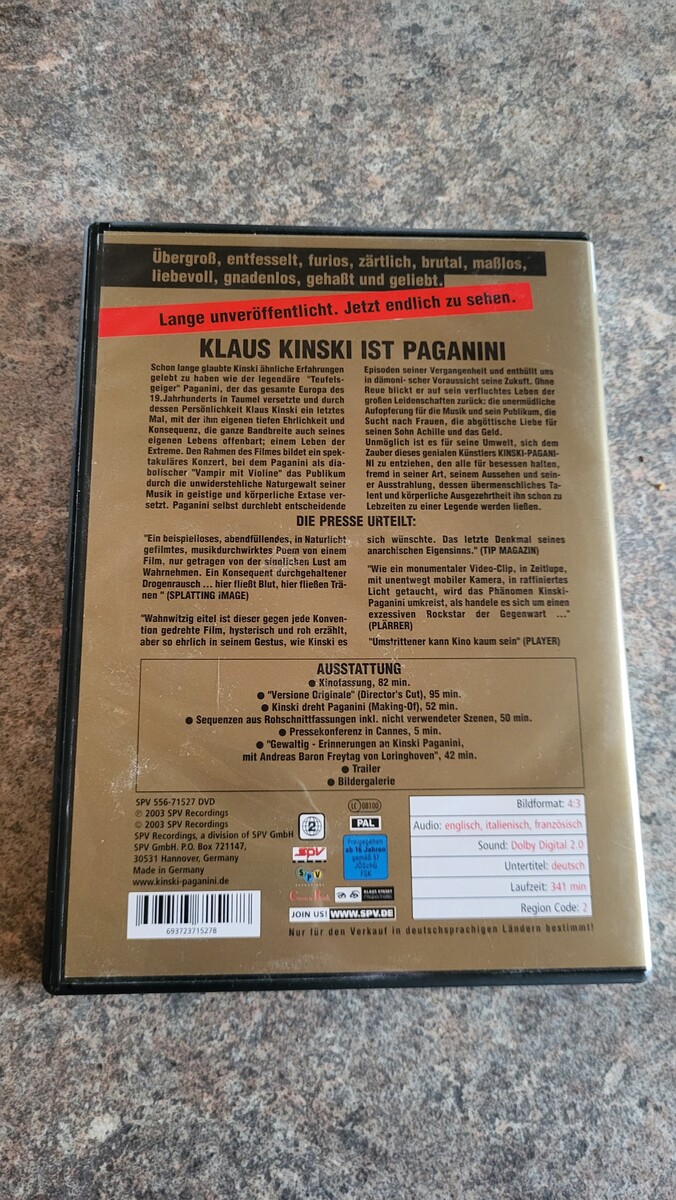 Übergroß, entfesselt, furios, zärtlich, brutal, maßlos,
liebevoll, gnadenlos, gehaßt und geliebt.
Lange unveröffentlicht. Jetzt endlich zu sehen.
KLAUS KINSKI IST PAGANINI
Schon lange glaubte Kinski ähnliche Erfahrungen
gelebt zu haben wie der legendäre "Teufels-
geiger" Paganini, der das gesamte Europa des
19.Jahrhunderts in Taumel versetzte und durch
dessen Persönlichkeit Klaus Kinski ein letztes
Mal, mit der ihm eigenen tiefen Ehrlichkeit und
Konsequenz, die ganze Bandbreite auch seines
eigenen Lebens offenbart; einem Leben der
Extreme. Den Rahmen des Filmes bildet ein spek-
takuläres Konzert, bei dem Paganini als dia-
bolischer "Vampir mit Violine" das Publikum
durch die unwiderstehliche Naturgewalt seiner
Musik in geistige und körperliche Extase ver-
setzt. Paganini selbst durchlebt entscheidende
Episoden seiner Vergangenheit und enthüllt uns
in dämoni- scher Voraussicht seine Zukunft. Ohne
Reue blickt er auf sein verfluchtes Leben der
großen Leidenschaften zurück: die unermüdliche
Aufopferung für die Musik und sein Publikum, die
Sucht nach Frauen, die abgöttische Liebe für
seinen Sohn Achille und das Geld.
Unmöglich ist es für seine Umwelt, sich dem
Zauber dieses genialen Künstlers KINSKI-PAGANI-
NI zu entziehen, den alle für besessen halten,
fremd in seiner Art, seinem Aussehen und sein-
er Ausstrahlung, dessen übermenschliches Ta-
lent und körperliche Ausgezehrtheit ihn schon zu
Lebzeiten zu einer Legende werden ließen.
DIE PRESSE URTEILT:
"Ein beispielloses, abendfüllendes, in Naturlicht
gefilmtes, musikdurchwirktes Poem von einem
Film, nur getragen von der sinnlichen Lust am
Wahrnehmen. Ein Konsequent durchgehaltener
Drogenrausch ... hier fließt Blut, hier fließen Trä-
nen " (SPLATTING iMAGE)
"Wahnwitzig eitel ist dieser gegen jede Konven-
tion gedrehte Film, hysterisch und roh erzählt,
aber so ehrlich in seinem Gestus, wie Kinski es
sich wünschte. Das letzte Denkmal seines
anarchischen Eigensinns." (TIP MAGAZIN)
"Wie ein monumentaler Video-Clip, in Zeitlupe,
mit unentwegt mobiler Kamera, in raffiniertes
Licht getaucht, wird das Phänomen Kinski-
Paganini umkreist, als handele es sich um einen
exzessiven Rockstar der Gegenwart ..."
(PLÄRRER)
"Umstrittener kann Kino kaum sein" (PLAYER)
AUSSTATTUNG
● Kinofassung, 82 min.
● "Versione Originale" (Director's Cut), 95 min.
● Kinski dreht Paganini (Making-Of), 52 min.
● Sequenzen aus Rohschnittfassungen inkl. nicht verwendeter Szenen, 50 min.
● Pressekonferenz in Cannes, 5 min.
● "Gewaltig - Erinnerungen an Kinski Paganini,
mit Andreas Baron Freytag von Loringhoven", 42 min.
● Trailer
● Bildergalerie
SPV 556-71527 DVD
℗ 2003 SPV Recordings
© 2003 SPV Recordings
SPV Recordings, a division of SPV GmbH
SPV GmbH. P.O. Box 721147,
30531 Hannover, Germany
Made in Germany
www.kinski-paganini.de
693723715278
2
spv
SPV
LC 08100
PAL
Freigegeben
ab 16 Jahren
gemäß §7
JÖSchG
FSK
KLAUS KINSKI
JOIN US! WWW.SPV.DE
Bildformat: 4:3
Audio: englisch, italienisch, französisch
Sound: Dolby Digital 2.0
Untertitel: deutsch
Laufzeit: 341 min
Region Code: 2
Nur für den Verkauf in deutschsprachigen Ländern bestimmt!